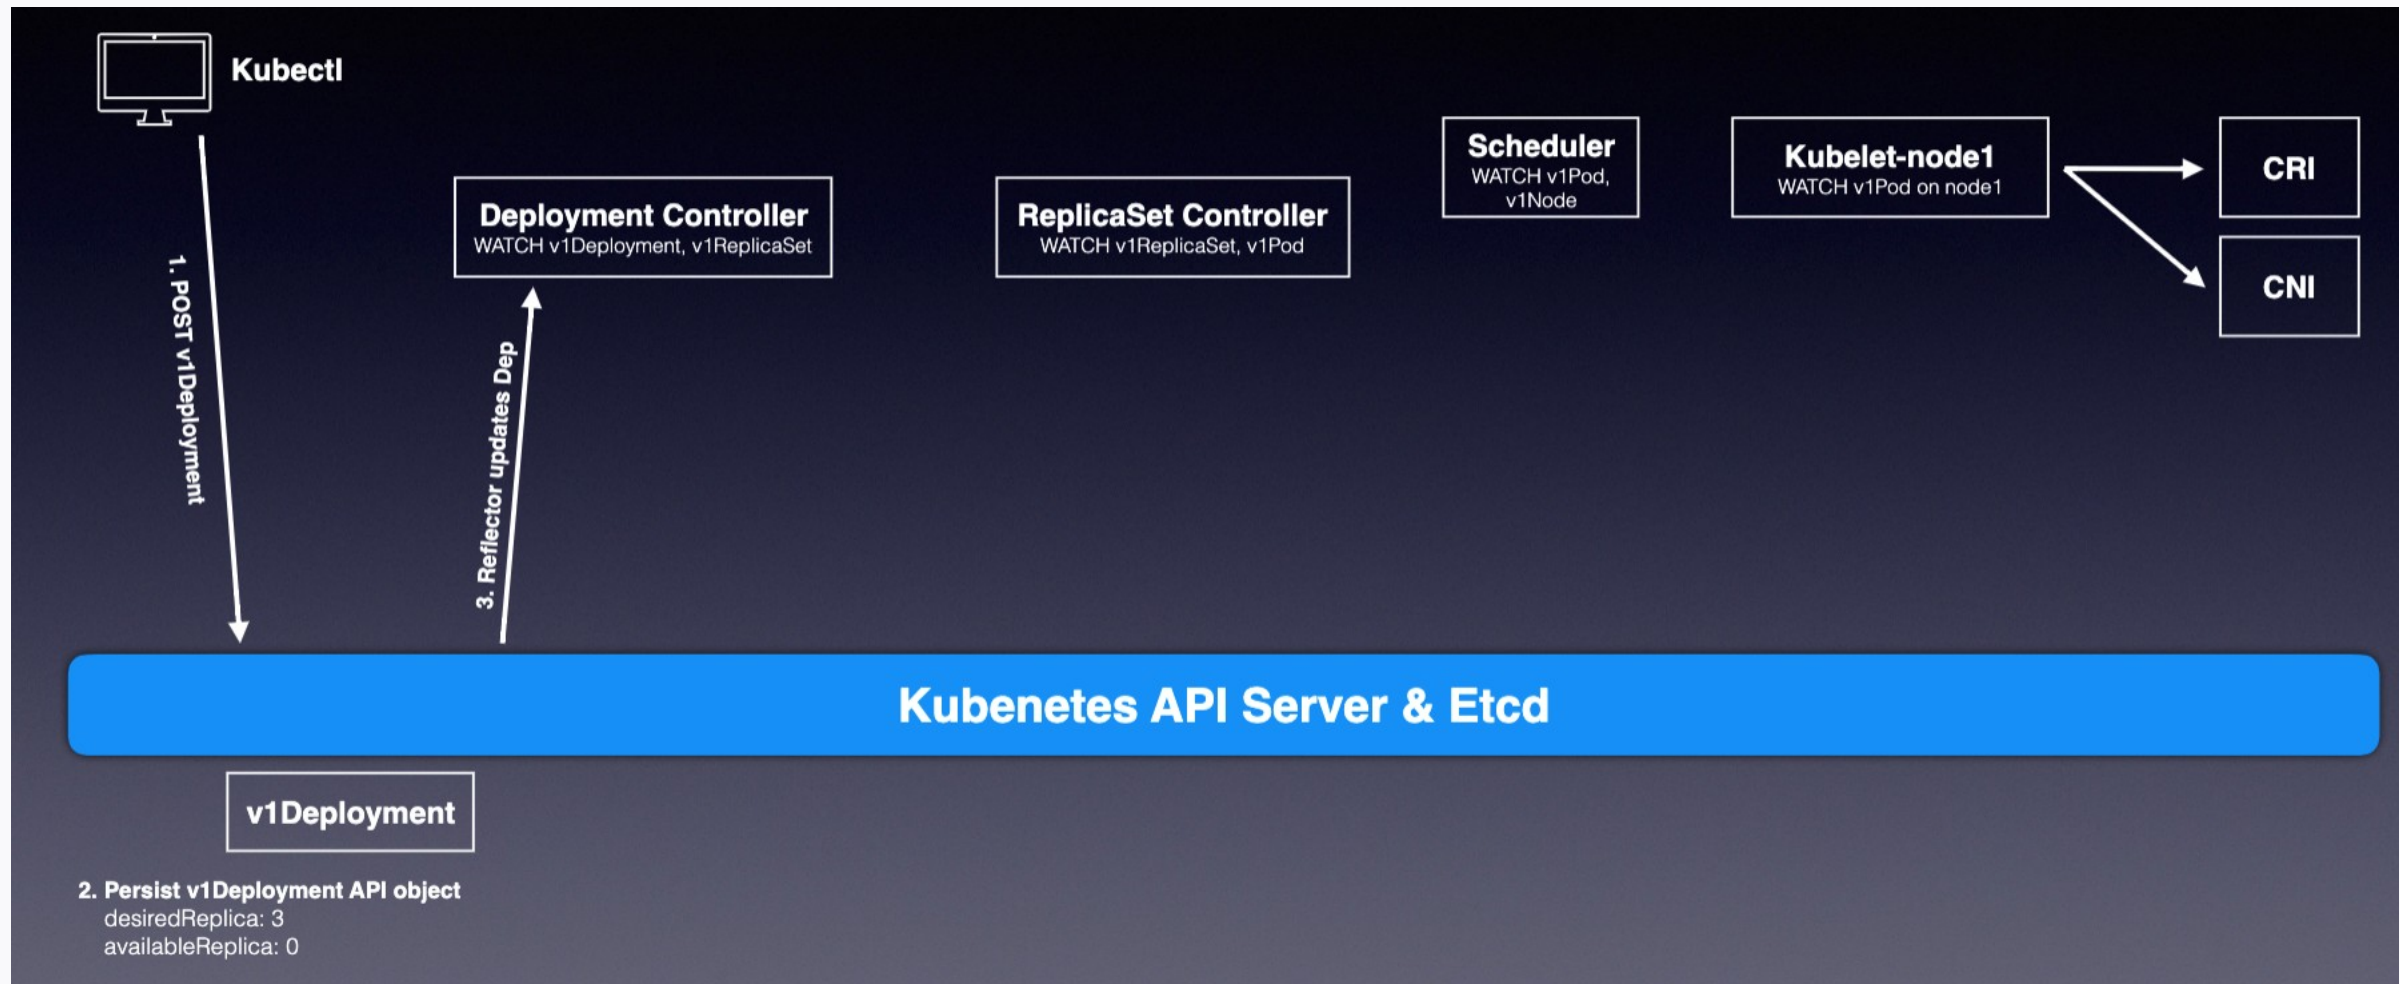 Kubectl
1. POST v1Deployment
Deployment Controller
WATCH v1Deployment, v1ReplicaSet
3. Reflector updates Dep
ReplicaSet Controller
WATCH v1ReplicaSet, v1Pod
Scheduler
WATCH v1Pod,
v1Node
Kubelet-node1
WATCH v1Pod on node1
CRI
CNI
Kubenetes API Server & Etcd
v1Deployment
2. Persist v1Deployment API object
desiredReplica: 3
availableReplica: 0